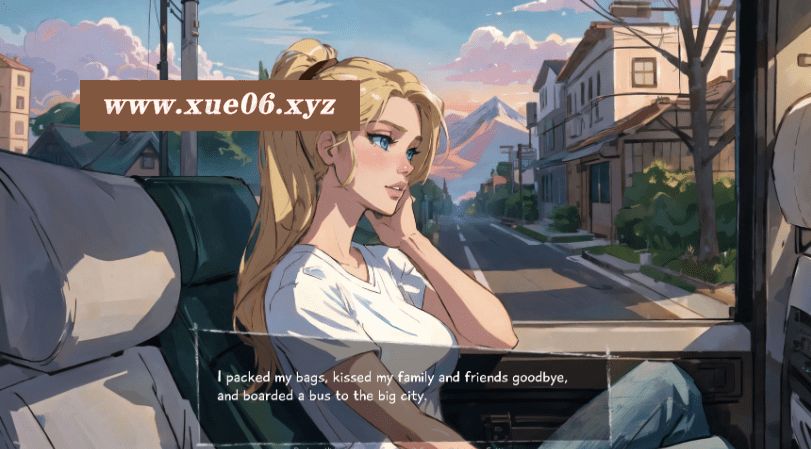 www.xue06.xyz
I packed my bags, kissed my family and friends goodbye,
and boarded a bus to the big city.